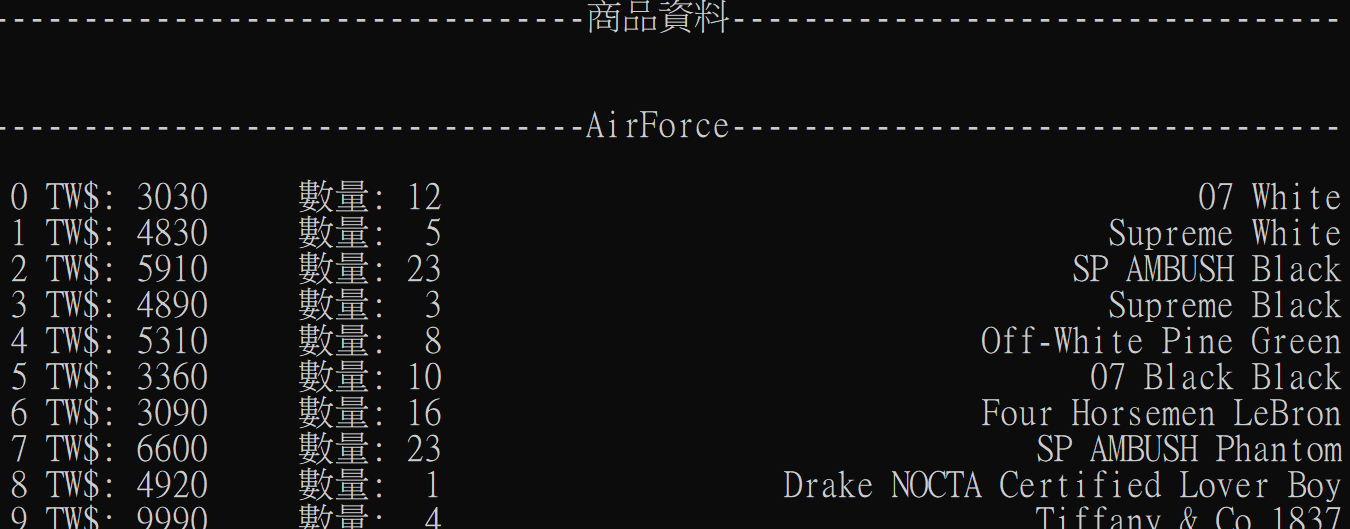 ---------------------------------商品資料----------------------------------
---------------------------------AirForce----------------------------------
0 TW$: 3030     數量: 12                                          07 White
1 TW$: 4830     數量:  5                                     Supreme White
2 TW$: 5910     數量: 23                                   SP AMBUSH Black
3 TW$: 4890     數量:  3                                     Supreme Black
4 TW$: 5310     數量:  8                              Off-White Pine Green
5 TW$: 3360     數量: 10                                    07 Black Black
6 TW$: 3090     數量: 16                              Four Horsemen LeBron
7 TW$: 6600     數量: 23                                 SP AMBUSH Phantom
8 TW$: 4920     數量:  1                   Drake NOCTA Certified Lover Boy
9 TW$: 9990     數量:  4                                 Tiffany & Co 1837